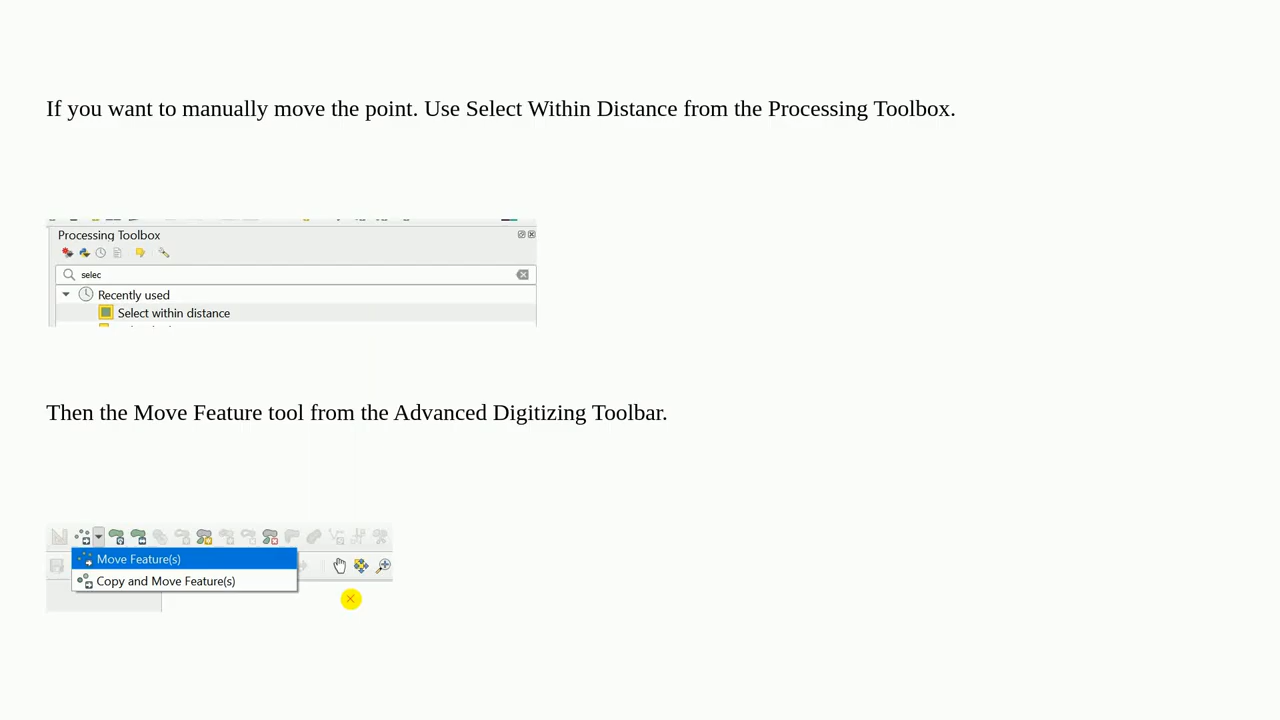 If you want to manually move the point. Use Select Within Distance from the Processing Toolbox.
Processing Toolbox
selec
Recently used
Select within distance
Then the Move Feature tool from the Advanced Digitizing Toolbar.
Move Feature(s)
Copy and Move Feature(s)